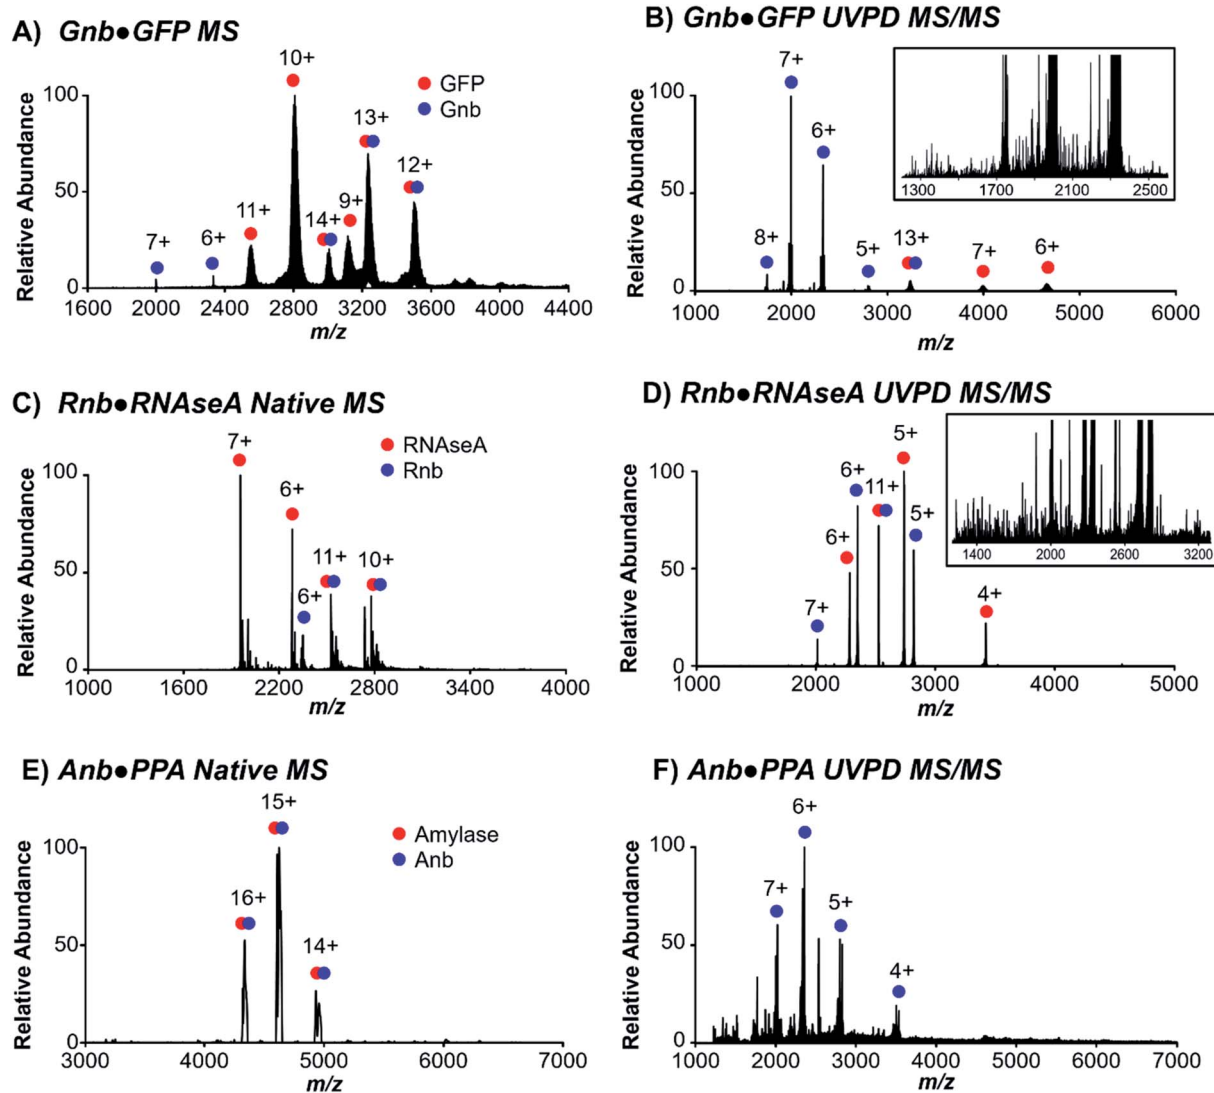 A) Gnb●GFP MS
10+
GFP
Gnb
13+
12+
11+
9+
14+
7+
6+
Relative Abundance
100
50
0
1600 2000 2400 2800 3200 3600 4000 4400
m/z
B) Gnb●GFP UVPD MS/MS
7+
6+
8+
5+
13+
7+
6+
1300 1700 2100 2500
Relative Abundance
100
50
0
1000 2000 3000 4000 5000 6000
m/z
C) Rnb●RNAseA Native MS
7+
RNAseA
Rnb
6+
11+
10+
6+
Relative Abundance
100
50
0
1000 1600 2200 2800 3400 4000
m/z
D) Rnb●RNAseA UVPD MS/MS
5+
6+
11+
5+
6+
7+
4+
1400 2000 2600 3200
Relative Abundance
100
50
0
1000 2000 3000 4000 5000
m/z
E) Anb●PPA Native MS
15+
Amylase
Anb
16+
14+
Relative Abundance
100
50
0
3000 4000 5000 6000 7000
m/z
F) Anb●PPA UVPD MS/MS
6+
7+
5+
4+
Relative Abundance
100
50
0
1000 2000 3000 4000 5000 6000 7000
m/z